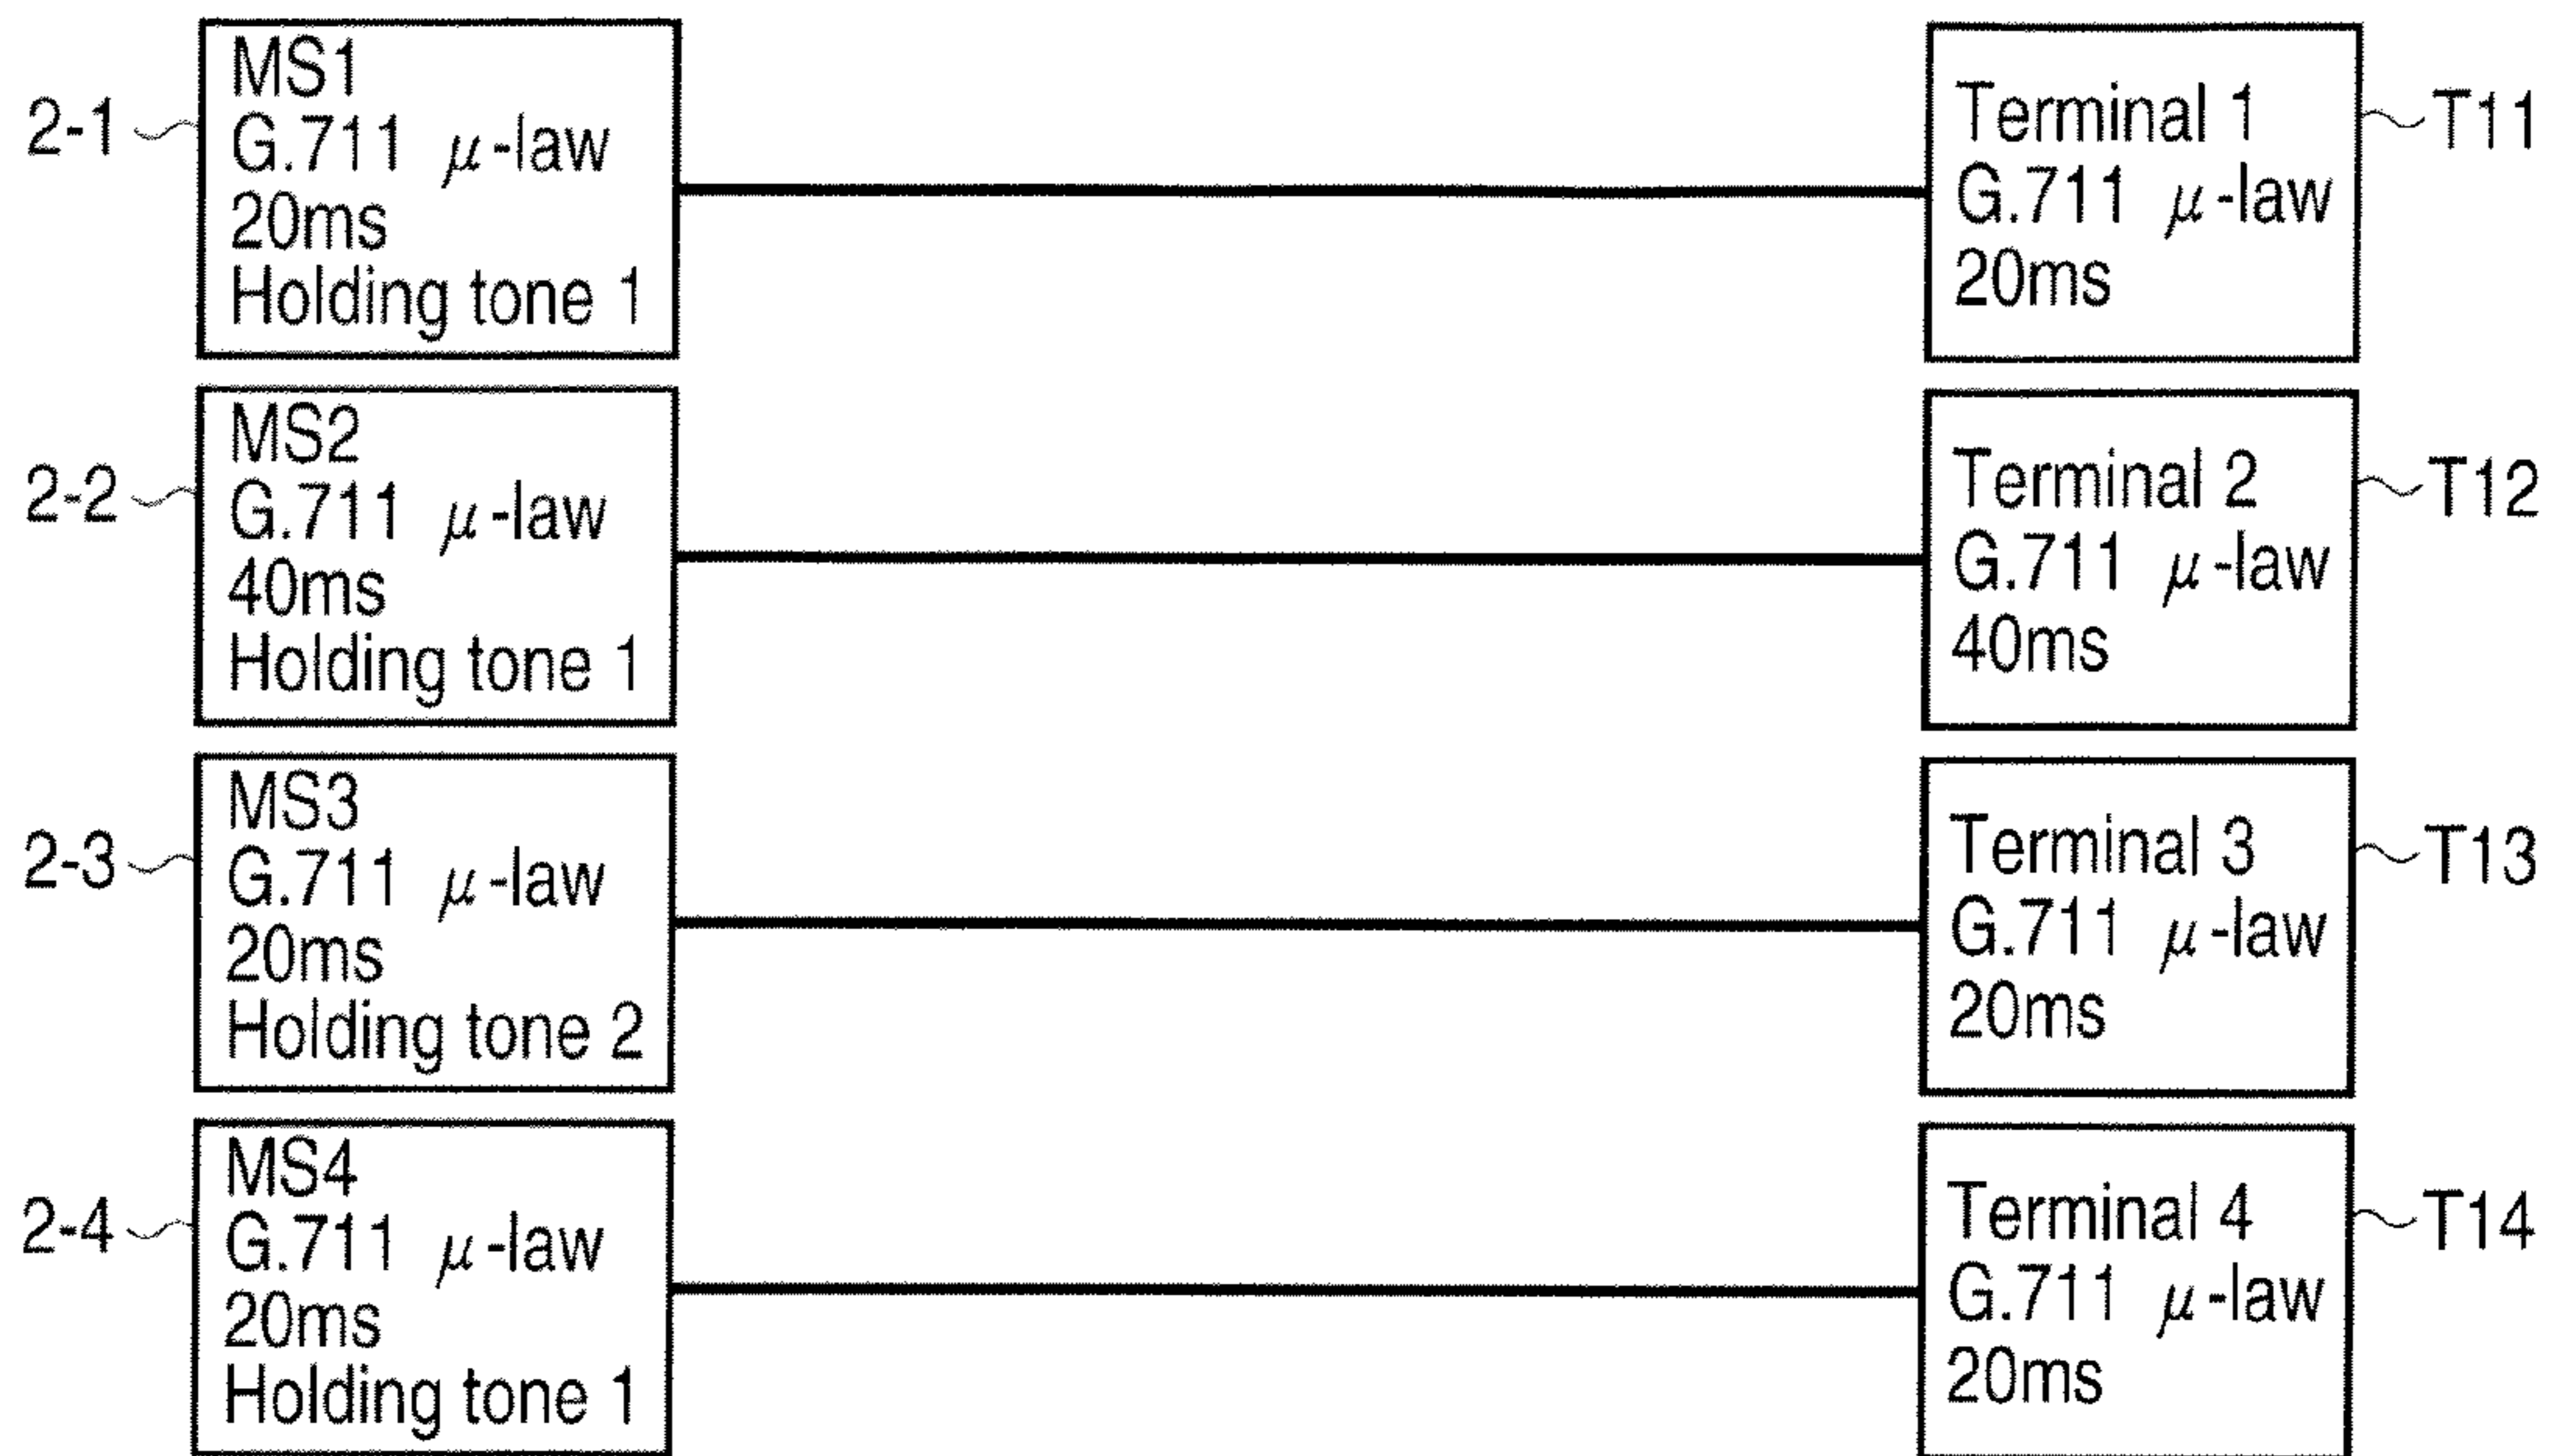 2-1
MS1
G.711 μ-law
20ms
Holding tone 1
Terminal 1
G.711 μ-law
20ms
T11
2-2
MS2
G.711 μ-law
40ms
Holding tone 1
Terminal 2
G.711 μ-law
40ms
T12
2-3
MS3
G.711 μ-law
20ms
Holding tone 2
Terminal 3
G.711 μ-law
20ms
T13
2-4
MS4
G.711 μ-law
20ms
Holding tone 1
Terminal 4
G.711 μ-law
20ms
T14